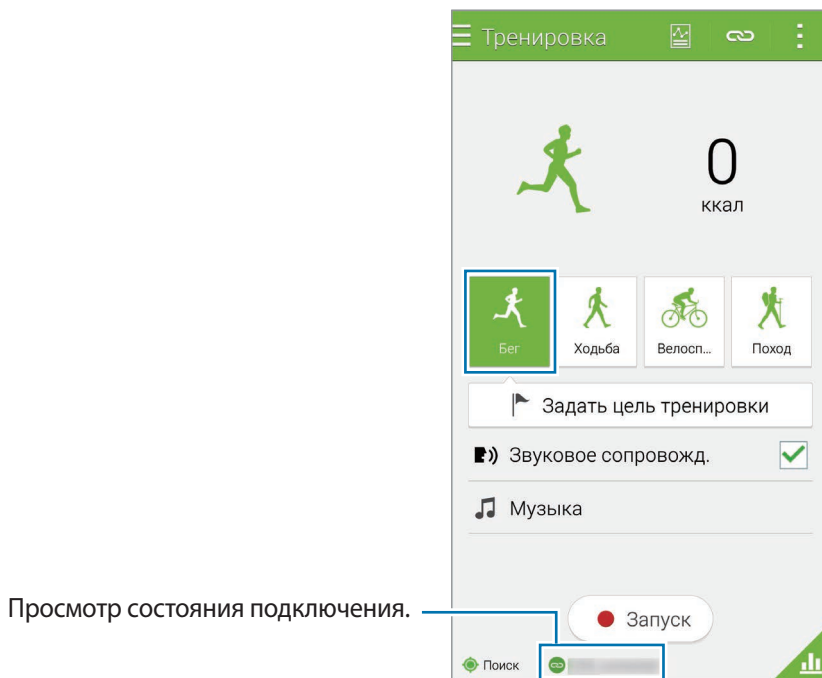 Тренировка
0
ккал
Бег Ходьба Велосп... Поход
Задать цель тренировки
Звуковое сопровожд.
Музыка
Просмотр состояния подключения.
Запуск
Поиск